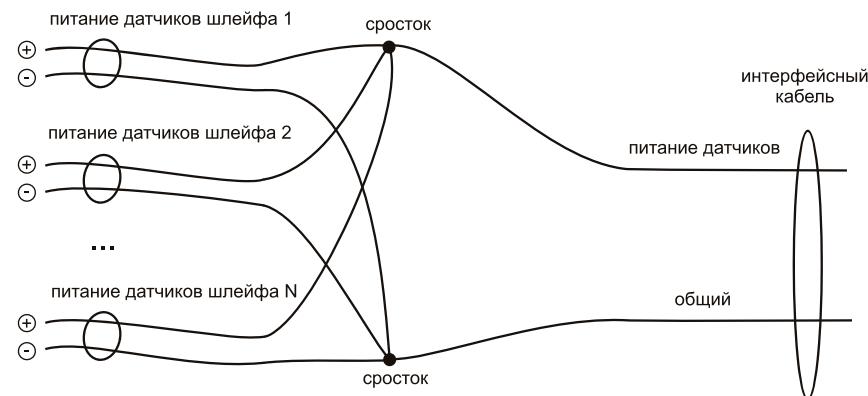 питание датчиков шлейфа 1
+
-
сросток
интерфейсный
кабель
питание датчиков шлейфа 2
+
-
питание датчиков
...
питание датчиков шлейфа N
+
-
общий
сросток